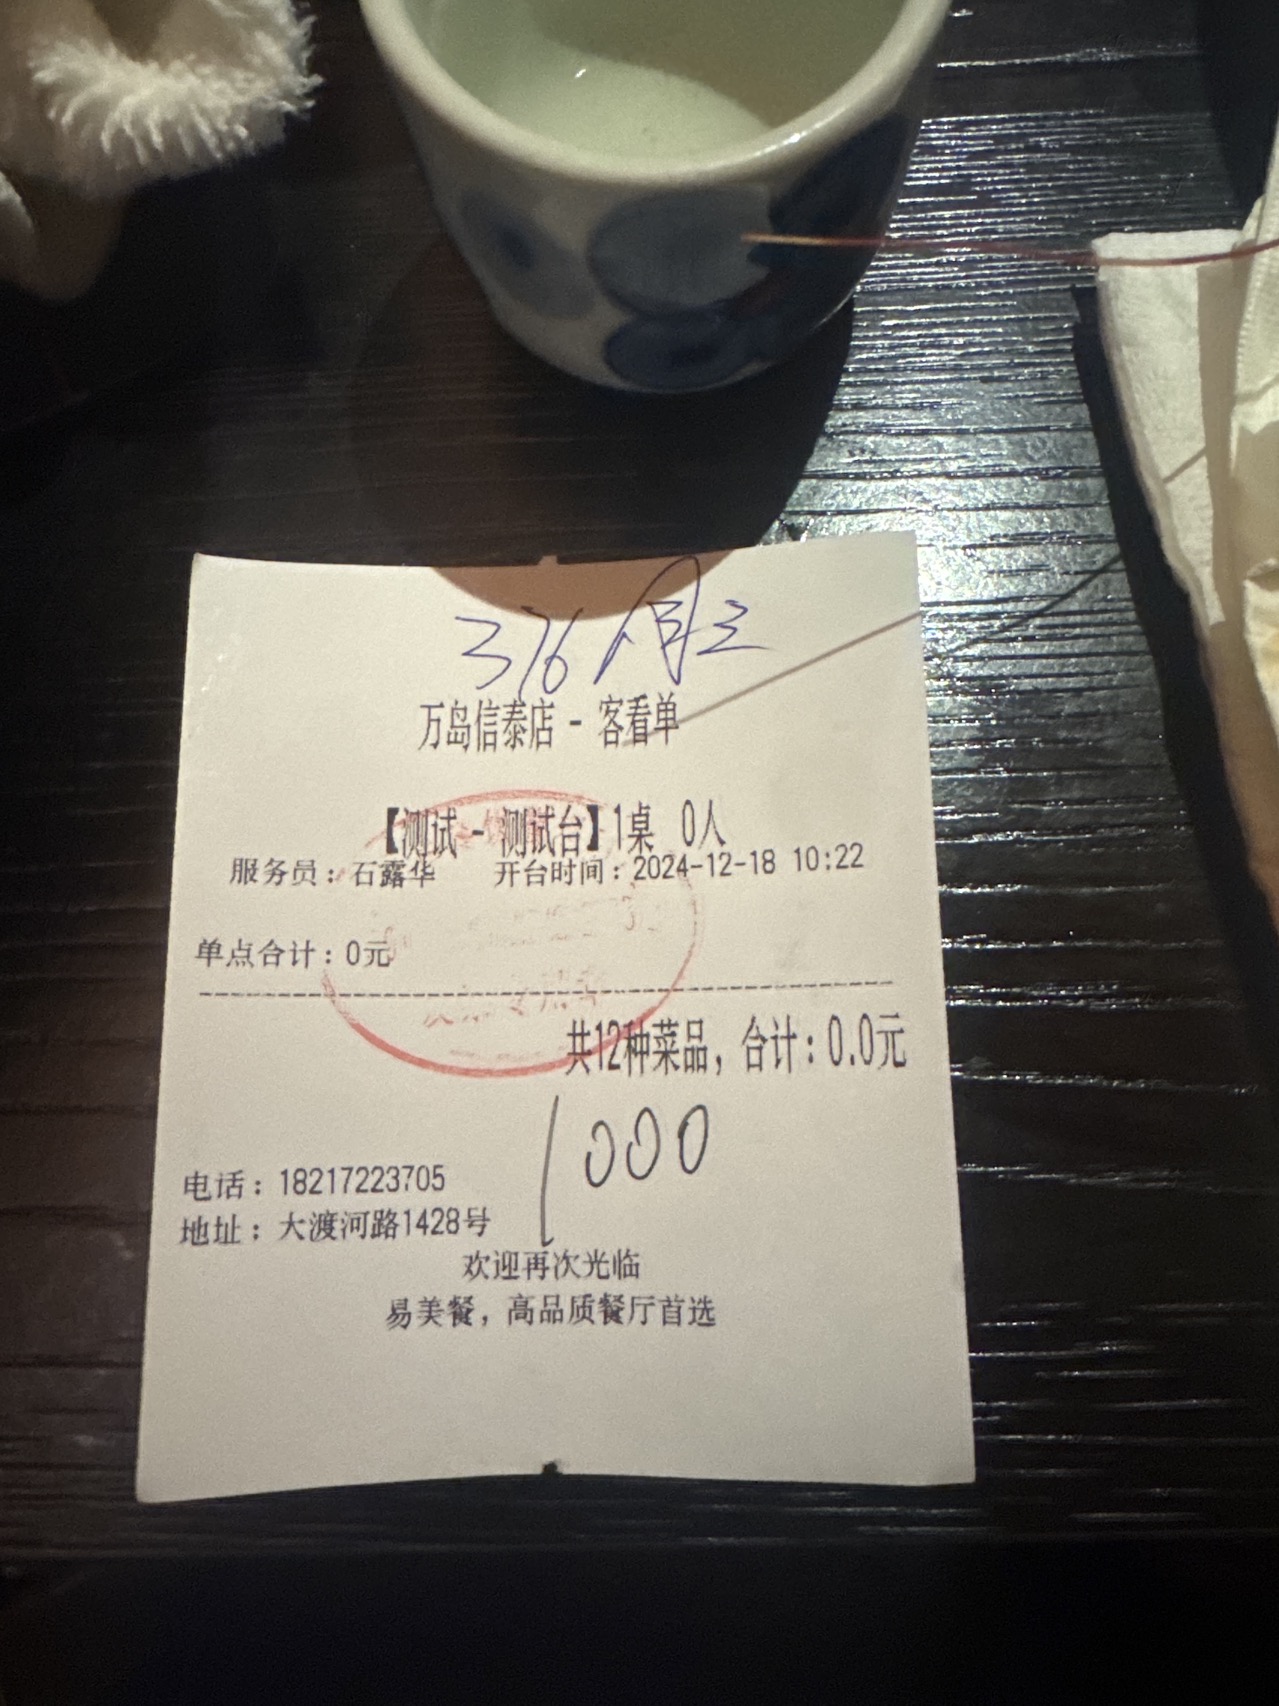 316 周三
万岛信泰店 - 客看单
【测试 - 测试台】1桌 0人
服务员：石露华 开台时间：2024-12-18 10:22
单点合计：0元
共12种菜品，合计：0.0元
1000
电话：18217223705
地址：大渡河路1428号
欢迎再次光临
易美餐，高品质餐厅首选